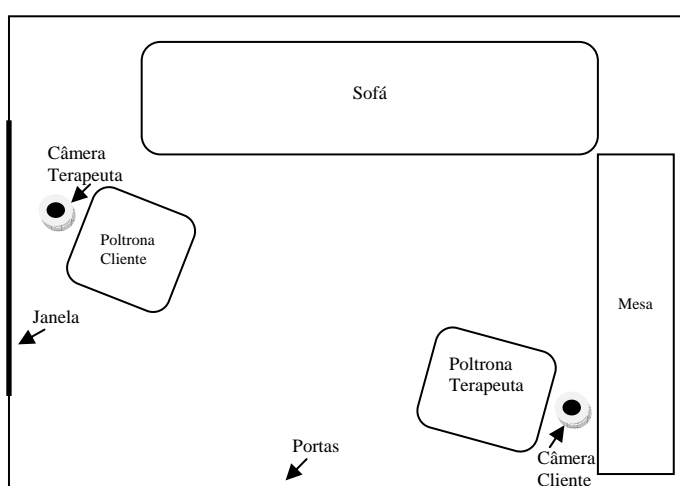 Sofá
Câmera
Terapeuta
Poltrona
Cliente
Janela
Mesa
Poltrona
Terapeuta
Portas
Câmera
Cliente